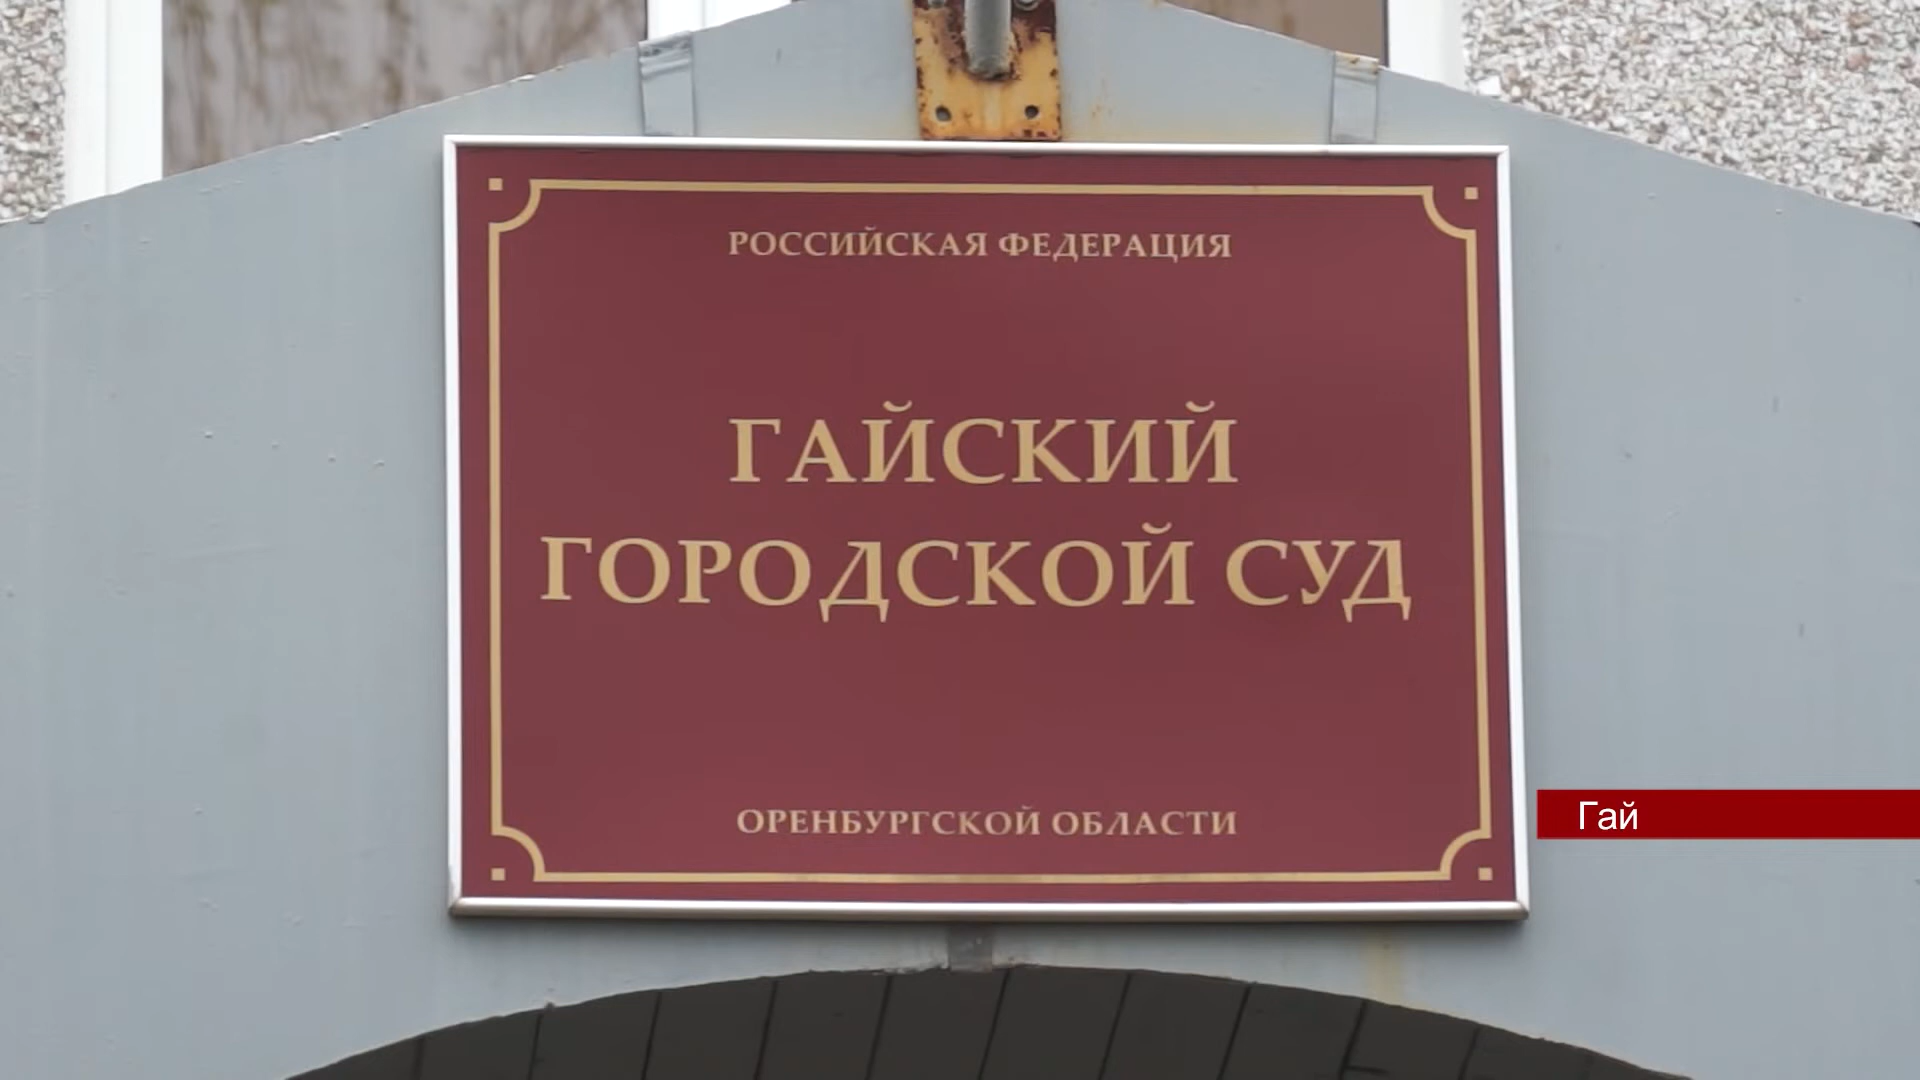 РОССИЙСКАЯ ФЕДЕРАЦИЯ
ГАЙСКИЙ
ГОРОДСКОЙ СУД
ОРЕНБУРГСКОЙ ОБЛАСТИ
Гай